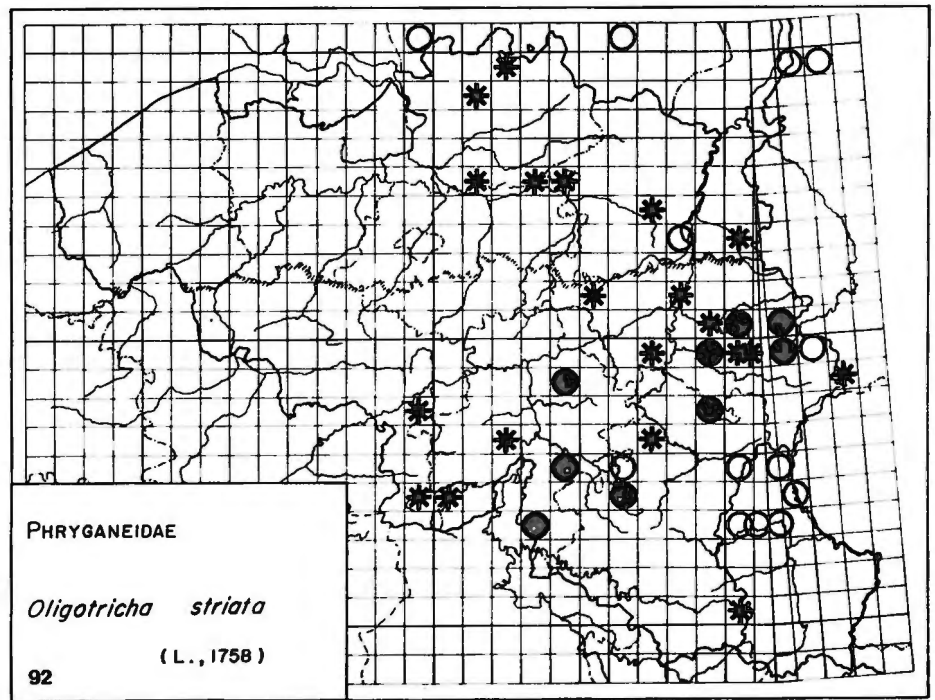 PHRYGANEIDAE
Oligotricha striata
(L., 1758)
92